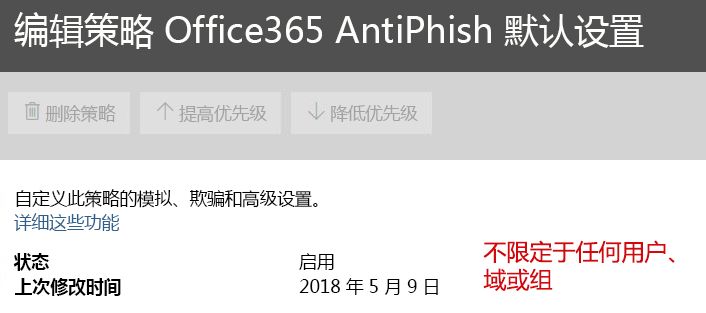 编辑策略 Office365 AntiPhish 默认设置
删除策略 提高优先级 降低优先级
自定义此策略的模拟、欺骗和高级设置。
详细这些功能
状态 启用
上次修改时间 2018 年 5 月 9 日
不限定于任何用户、
域或组